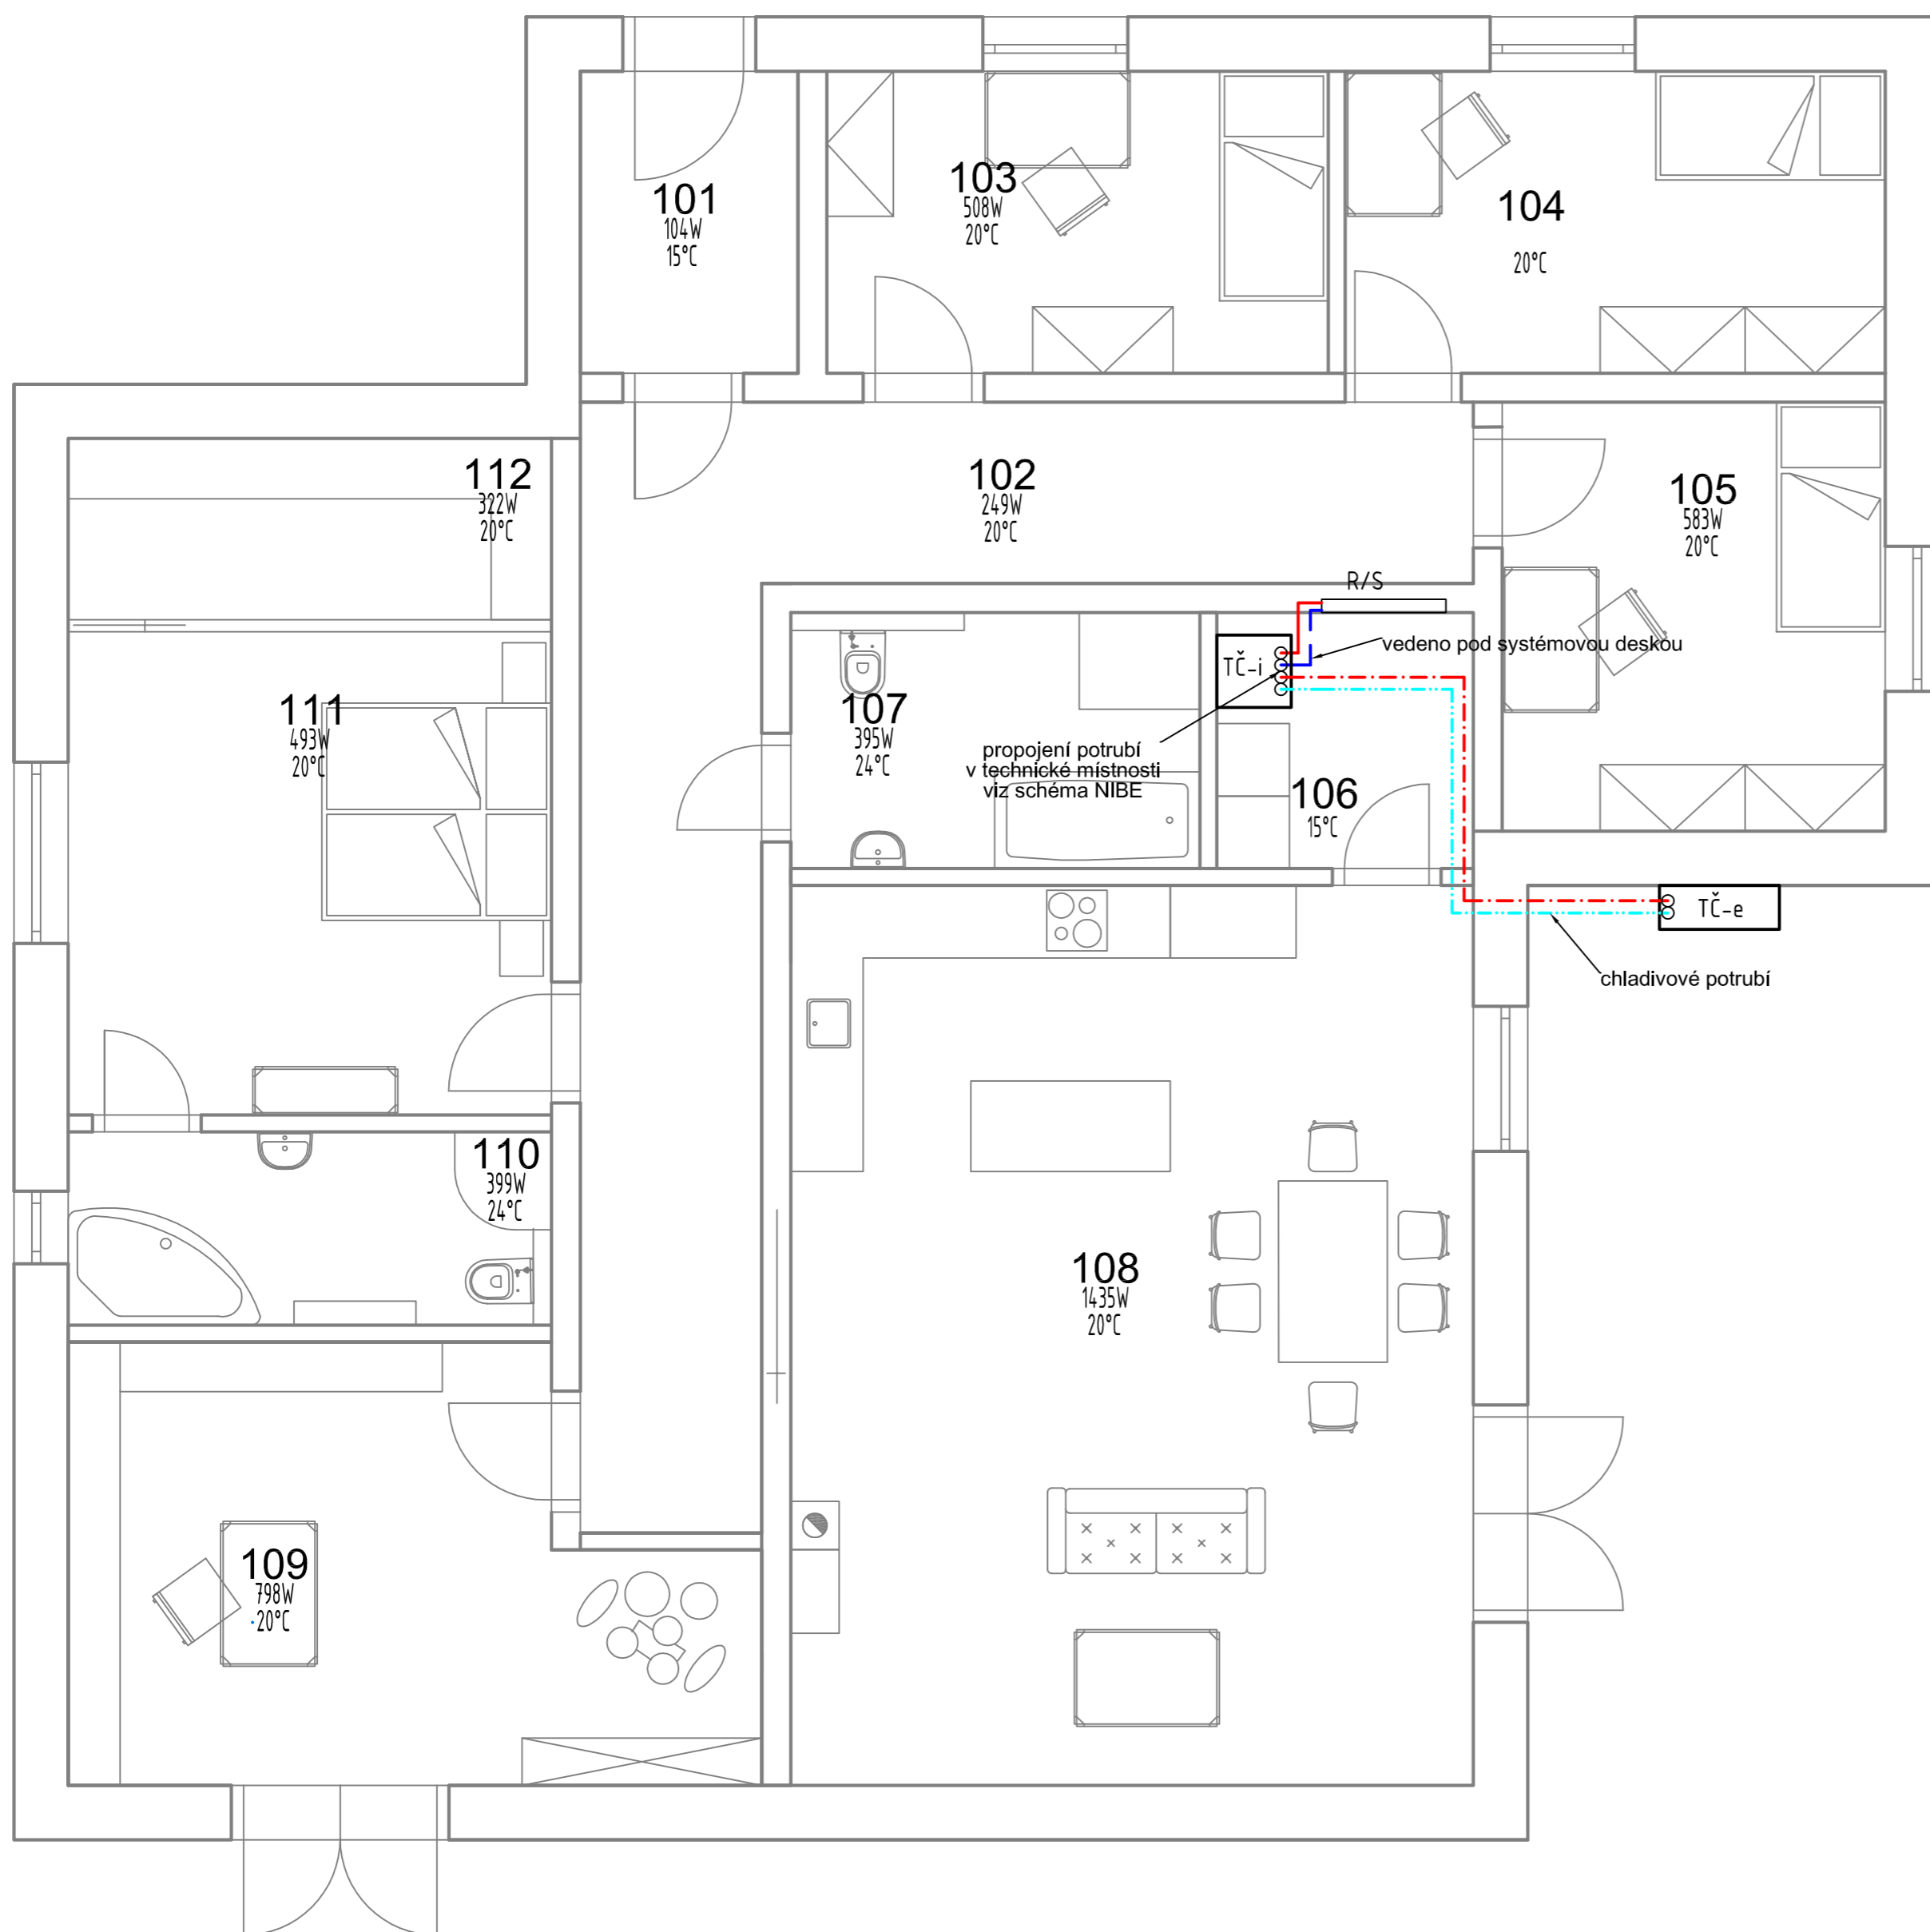 101
104W
15°C
103
508W
20°C
104
20°C
112
322W
20°C
102
249W
20°C
105
583W
20°C
R/S
vedeno pod systémovou deskou
TČ-i
111
493W
20°C
107
395W
24°C
propojení potrubí
v technické místnosti
viz schéma NIBE
106
15°C
TČ-e
chladivové potrubí
110
399W
24°C
108
1435W
20°C
109
798W
20°C